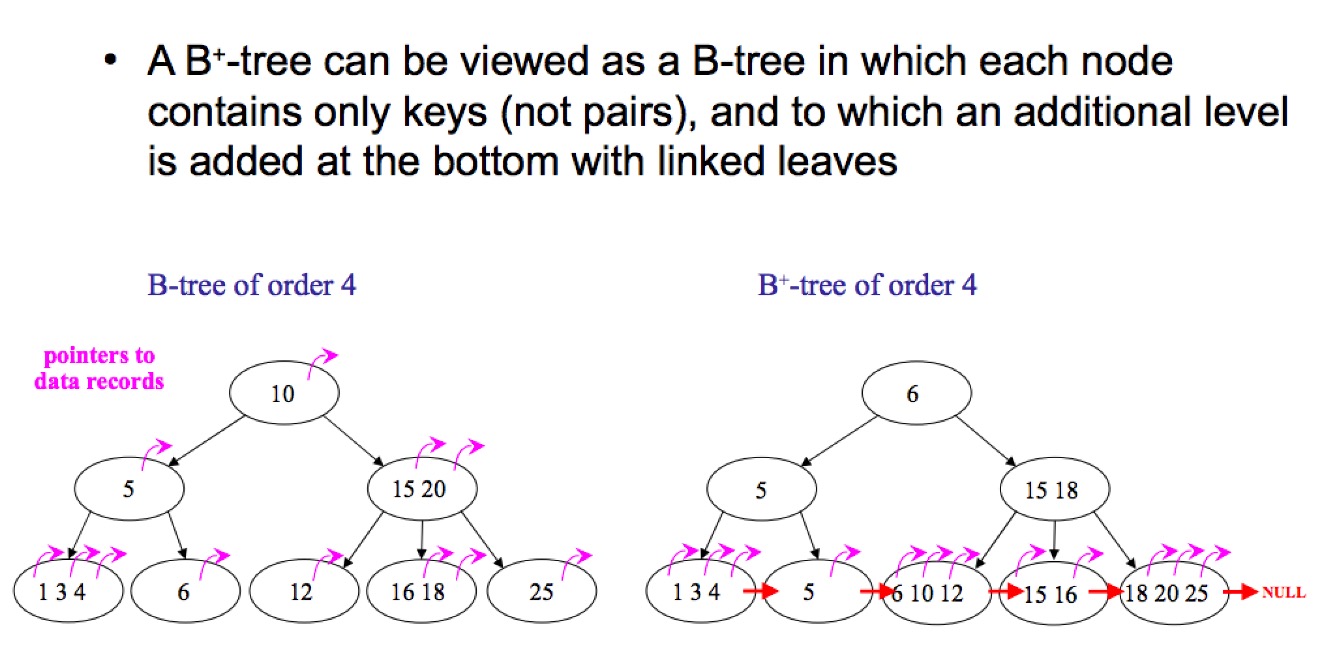 • A B+-tree can be viewed as a B-tree in which each node
contains only keys (not pairs), and to which an additional level
is added at the bottom with linked leaves
B-tree of order 4
B+-tree of order 4
pointers to
data records
10
5
15 20
1 3 4
6
12
16 18
25
6
5
15 18
1 3 4
5
6 10 12
15 16
18 20 25
NULL